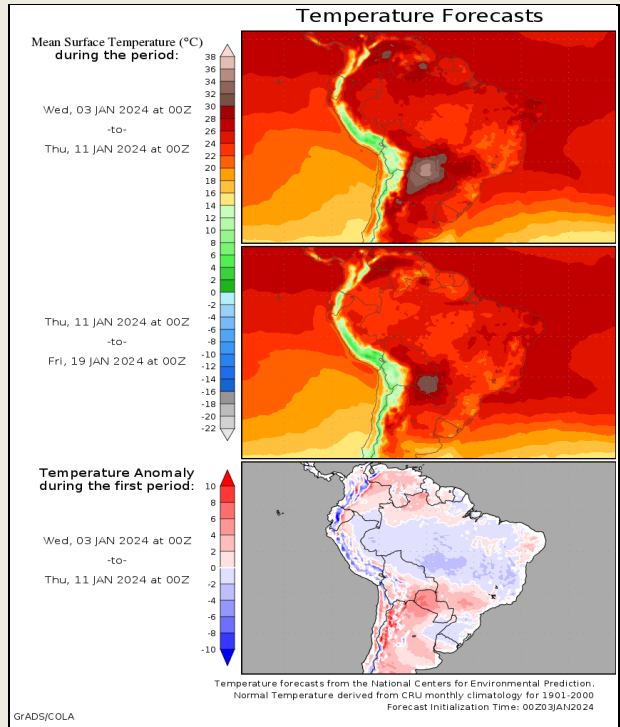 Temperature Forecasts
Mean Surface Temperature (°C)
during the period:
Wed, 03 JAN 2024 at 00Z
-to-
Thu, 11 JAN 2024 at 00Z
38
36
34
32
30
28
26
24
22
20
18
16
14
12
10
8
6
4
2
0
-2
-4
-6
-8
-10
-12
-14
-16
-18
-20
-22
Thu, 11 JAN 2024 at 00Z
-to-
Fri, 19 JAN 2024 at 00Z
Temperature Anomaly
during the first period:
Wed, 03 JAN 2024 at 00Z
-to-
Thu, 11 JAN 2024 at 00Z
10
8
6
4
2
0
-2
-4
-6
-8
-10
Temperature forecasts from the National Centers for Environmental Prediction.
Normal Temperature derived from CRU monthly climatology for 1901-2000
Forecast Initialization Time: 00Z03JAN2024
GrADS/COLA